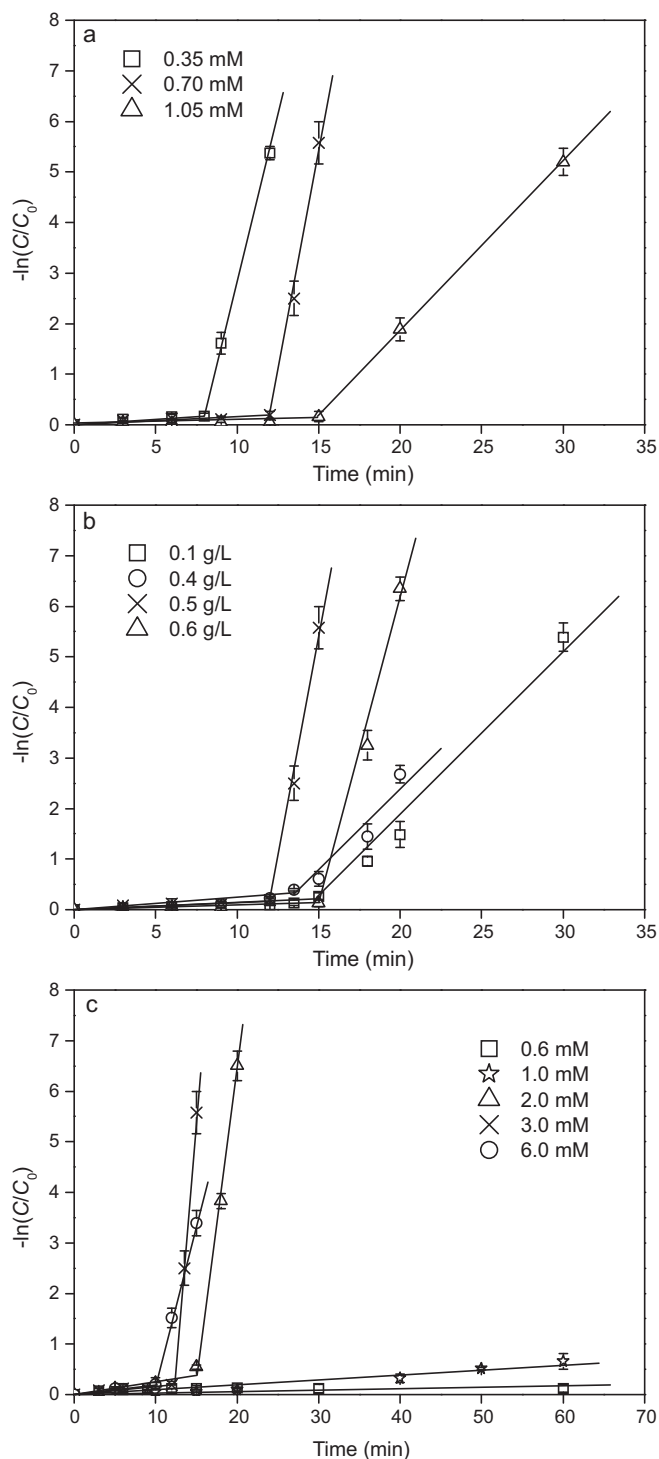 a
0.35 mM
0.70 mM
1.05 mM
8
7
6
5
4
3
2
1
0
-ln(C/C0)
0 5 10 15 20 25 30 35
Time (min)
b
0.1 g/L
0.4 g/L
0.5 g/L
0.6 g/L
8
7
6
5
4
3
2
1
0
-ln(C/C0)
0 5 10 15 20 25 30 35
Time (min)
c
0.6 mM
1.0 mM
2.0 mM
3.0 mM
6.0 mM
8
7
6
5
4
3
2
1
0
-ln(C/C0)
0 10 20 30 40 50 60 70
Time (min)